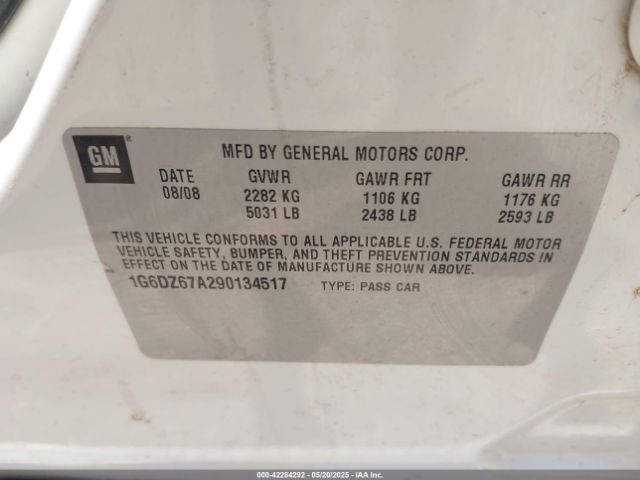 GM ®
MFD BY GENERAL MOTORS CORP.
DATE GVWR GAWR FRT GAWR RR
08/08 2282 KG 1106 KG 1176 KG
5031 LB 2438 LB 2593 LB
THIS VEHICLE CONFORMS TO ALL APPLICABLE U.S. FEDERAL MOTOR
VEHICLE SAFETY, BUMPER, AND THEFT PREVENTION STANDARDS IN
EFFECT ON THE DATE OF MANUFACTURE SHOWN ABOVE.
1G6DZ67A290134517 TYPE: PASS CAR
000-42284292 — 05/20/2025 — IAAI.COM